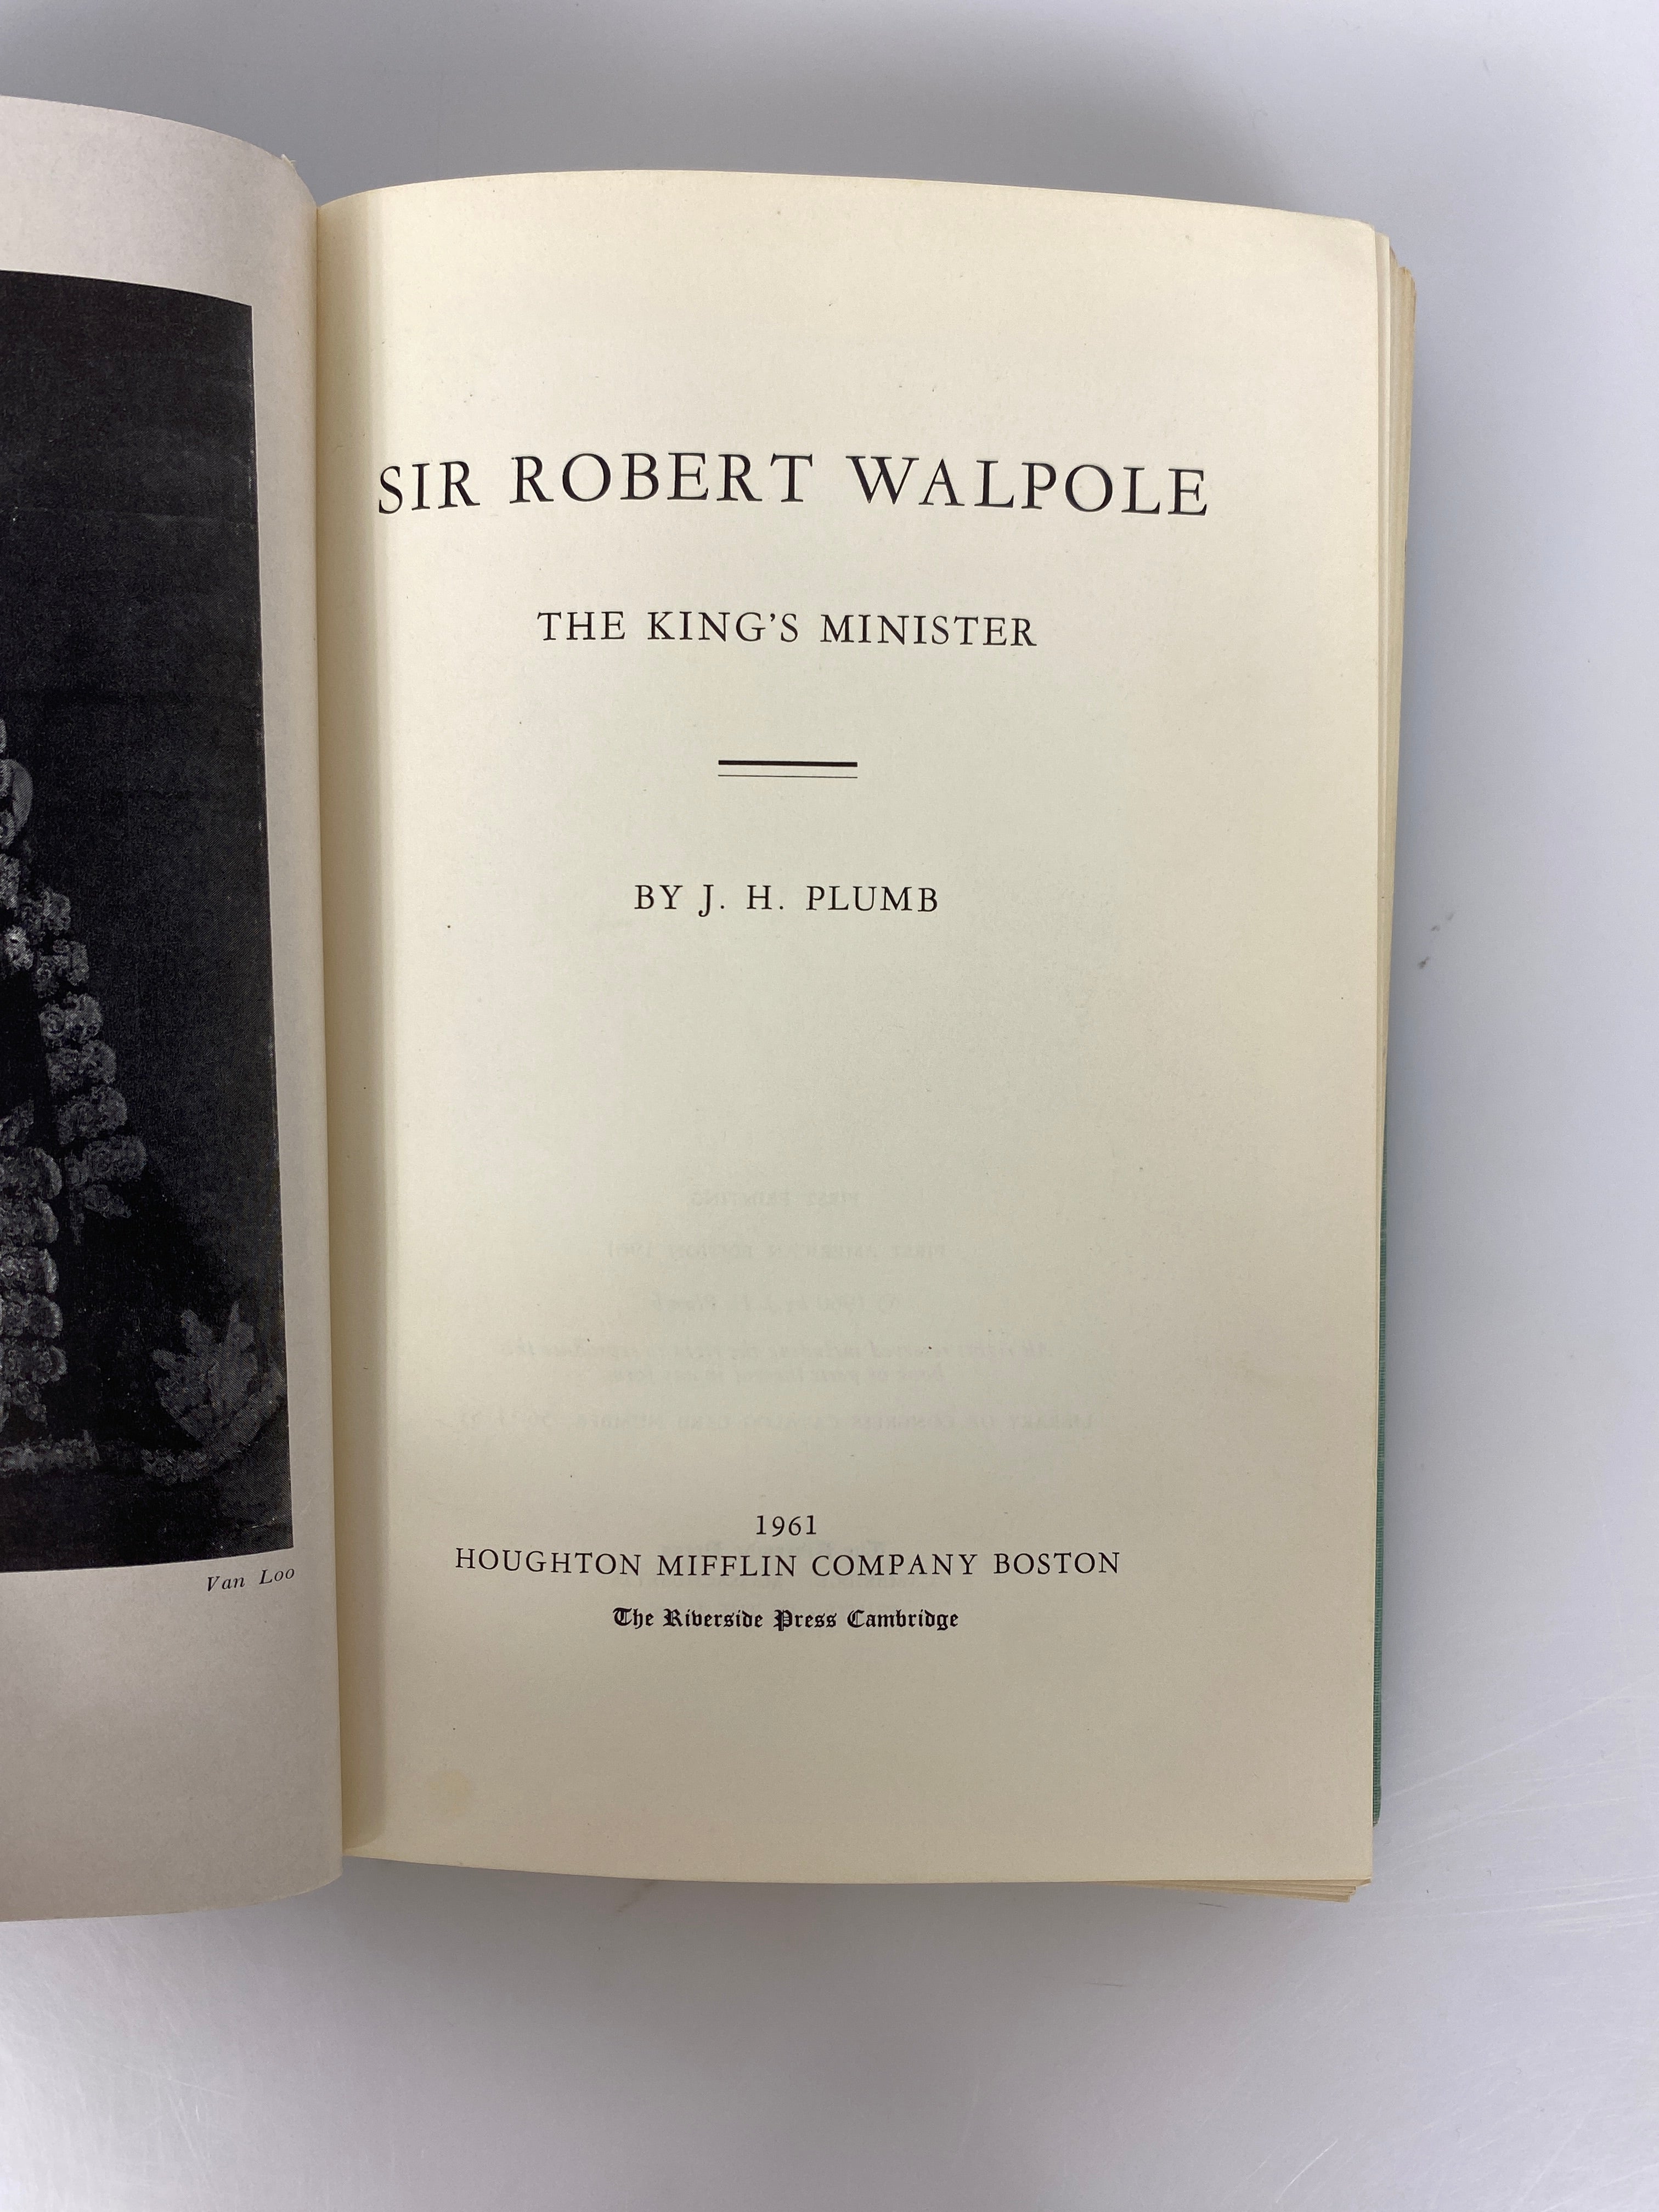 Van Loo
SIR ROBERT WALPOLE
THE KING'S MINISTER
BY J. H. PLUMB
1961
HOUGHTON MIFFLIN COMPANY BOSTON
The Riverside Press Cambridge